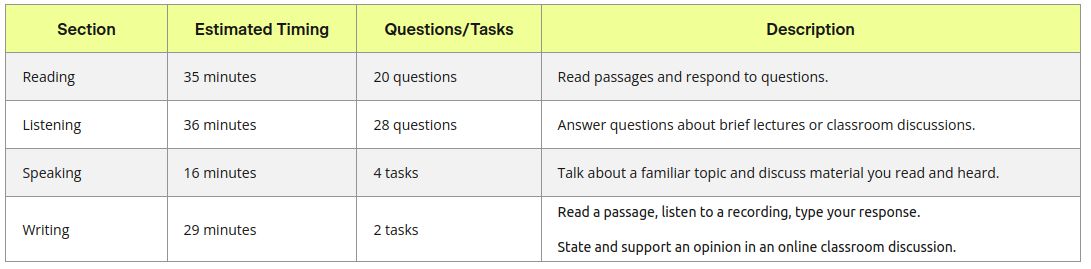 Section Estimated Timing Questions/Tasks Description
Reading 35 minutes 20 questions Read passages and respond to questions.
Listening 36 minutes 28 questions Answer questions about brief lectures or classroom discussions.
Speaking 16 minutes 4 tasks Talk about a familiar topic and discuss material you read and heard.
Writing 29 minutes 2 tasks Read a passage, listen to a recording, type your response.
State and support an opinion in an online classroom discussion.